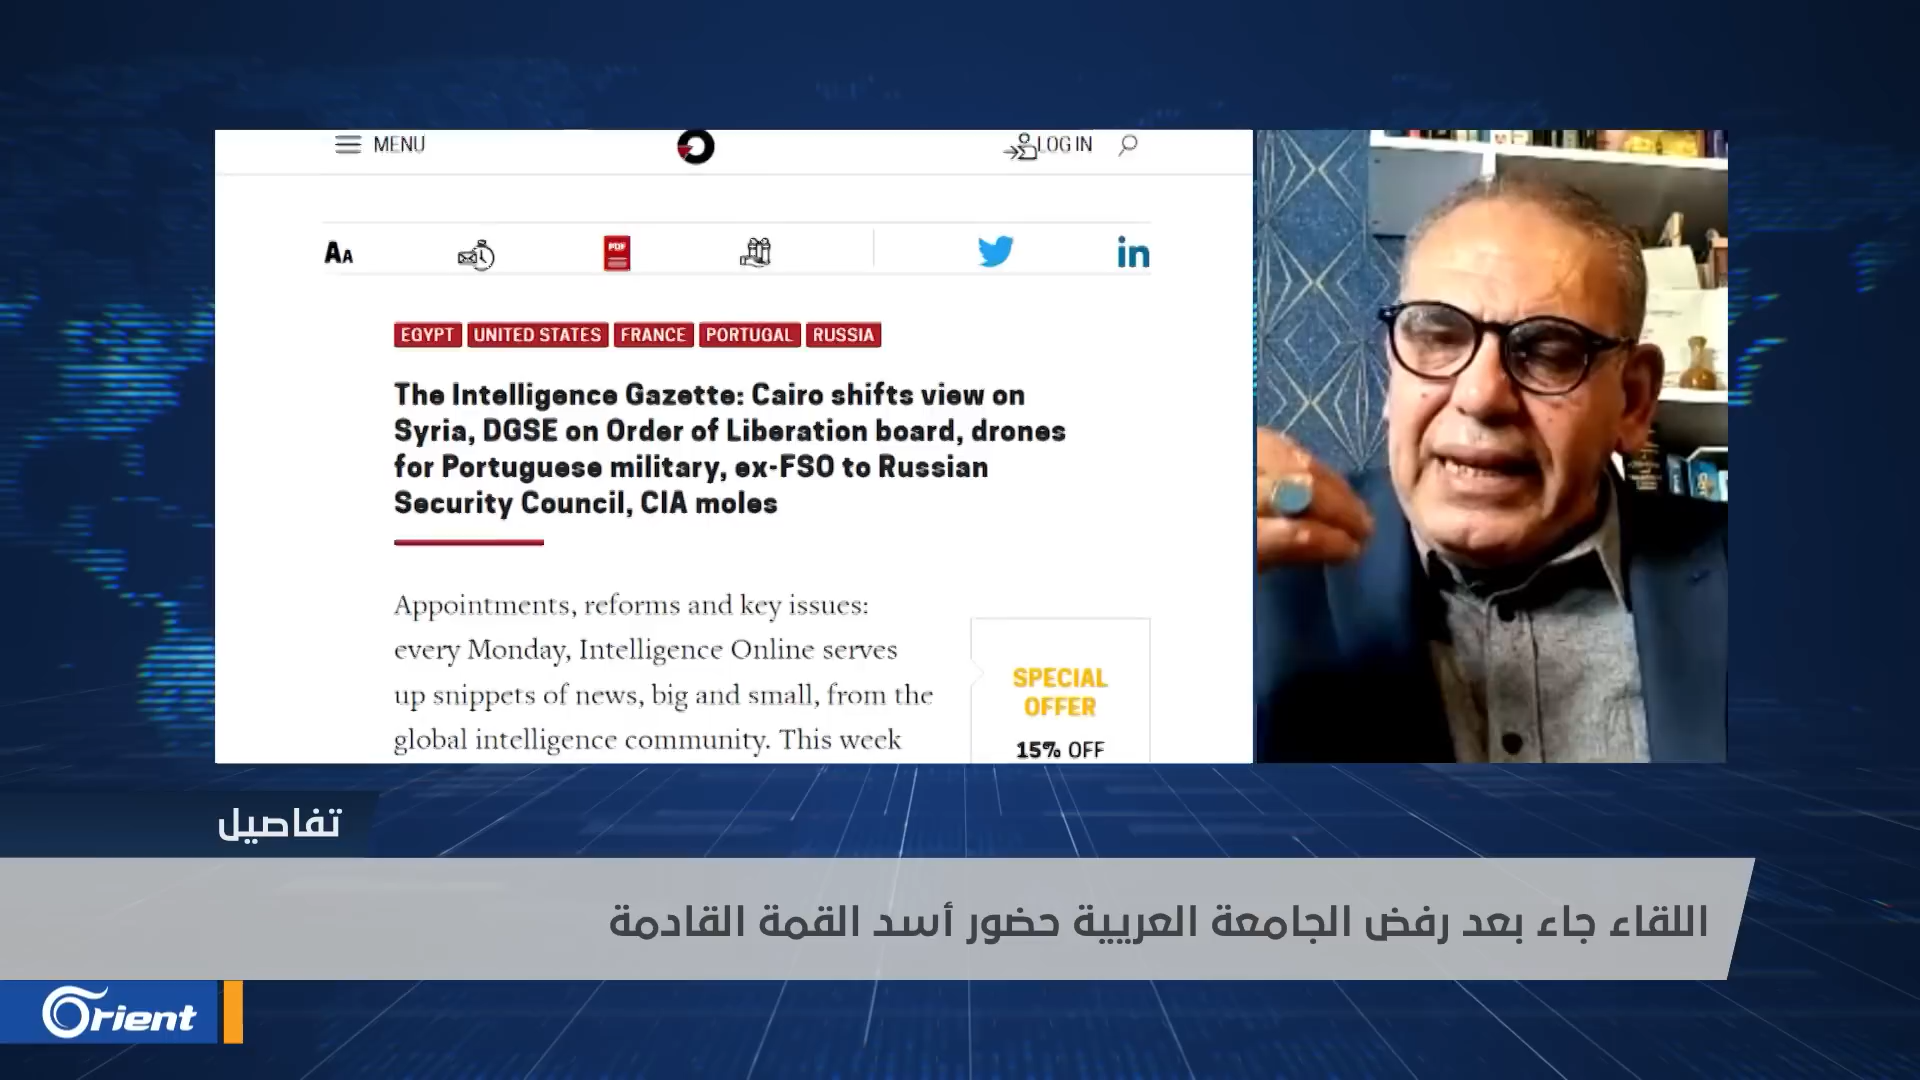 MENU
LOG IN
AA
PDF
in
EGYPT UNITED STATES FRANCE PORTUGAL RUSSIA
The Intelligence Gazette: Cairo shifts view on
Syria, DGSE on Order of Liberation board, drones
for Portuguese military, ex-FSO to Russian
Security Council, CIA moles
Appointments, reforms and key issues:
every Monday, Intelligence Online serves
up snippets of news, big and small, from the
global intelligence community. This week
SPECIAL
OFFER
15% OFF
تفاصيل
اللقاء جاء بعد رفض الجامعة العربية حضور أسد القمة القادمة
Orient